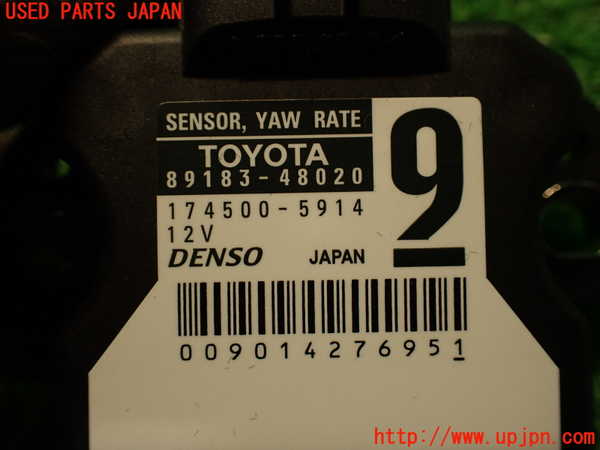 USED PARTS JAPAN
SENSOR, YAW RATE
TOYOTA
89183-48020
9
174500-5914
12V
DENSO JAPAN
009014276951
http://www.upjpn.com/